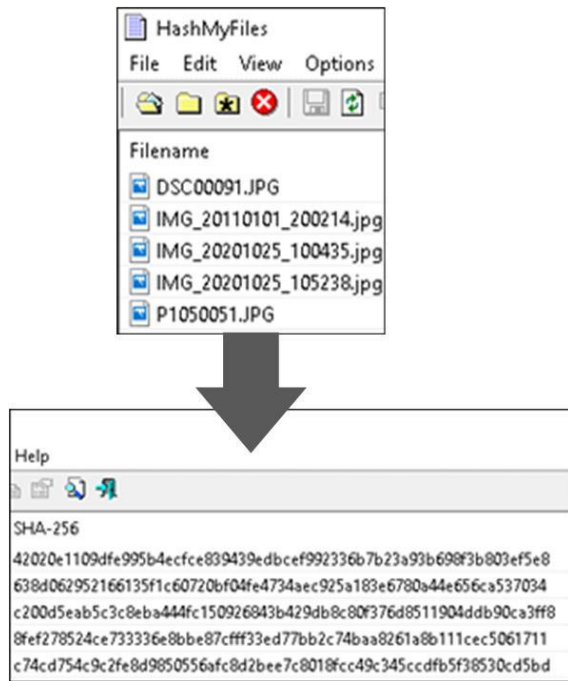 HashMyFiles
File Edit View Options
Filename
DSC00091.JPG
IMG_20110101_200214.jpg
IMG_20201025_100435.jpg
IMG_20201025_105238.jpg
P1050051.JPG
Help
SHA-256
42020e1109dfe995b4ecfce839439edbcef992336b7b23a93b698f3b803ef5e8
638d062952166135f1c60720bf04fe4734aec925a183e6780a44e656ca537034
c200d5eab5c3c8eba444fc150926843b429db8c80f376d8511904ddb90ca3ff8
8fef278524ce733336e8bbe87cfff33ed77bb2c74baa8261a8b111cec5061711
c74cd754c9c2fe8d9850556afc8d2bee7c8018fcc49c345ccdfb5f38530cd5bd